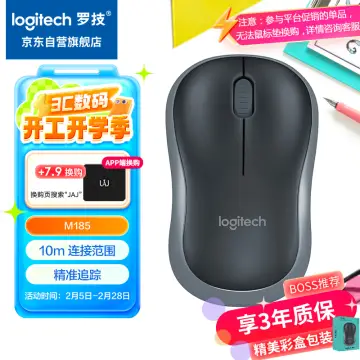 logitech 罗技
京东自营旗舰店
注意:参与平台促销的单品,
无法鼠标垫换购,详情咨询客服
3C数码
开工开学季
APP端换购
+7.9 换购
换购页搜索“JAJ”
M185
10m 连接范围
精准追踪
活动时间:2月5日-2月28日
logitech
BOSS推荐
享3年质保
精美彩盒包装